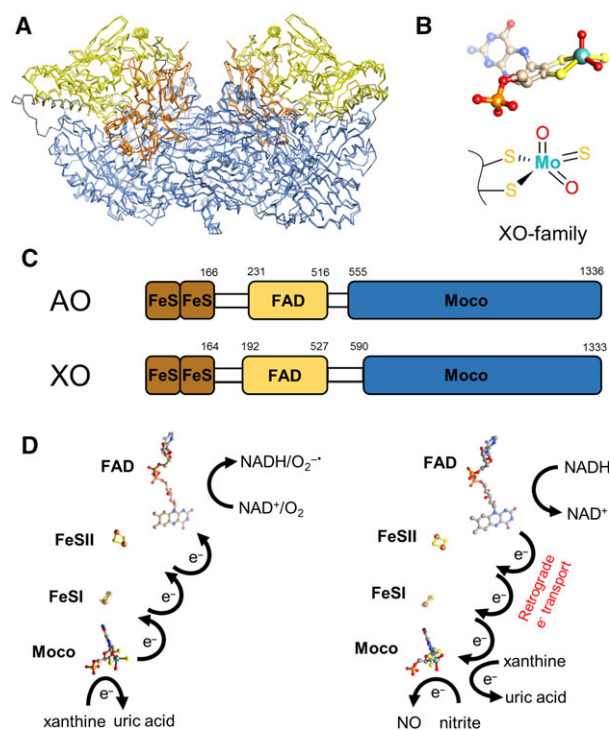 A
B
O
S
S
Mo
S
O
XO-family
C
166 231 516 555 1336
AO FeS FeS FAD Moco
164 192 527 590 1333
XO FeS FeS FAD Moco
D
FAD
NADH/O₂⁻•
NAD⁺/O₂
FeSII
e⁻
FeSI
e⁻
Moco
e⁻
e⁻
xanthine uric acid
FAD
NADH
NAD⁺
FeSII
e⁻
FeSI
e⁻
Retrograde
e⁻ transport
Moco
e⁻
xanthine
e⁻
uric acid
e⁻
NO nitrite